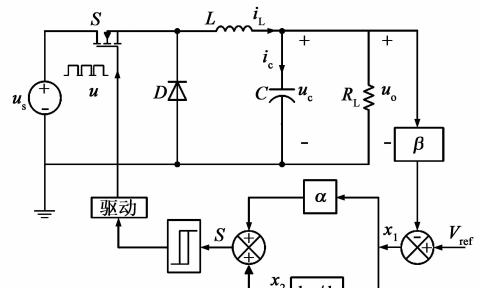 S
L
i_L
i_c
+
+
u_s
+
-
u
D
C
u_c
R_L
u_o
-
-
β
驱动
α
S
+
+
x_1
-
+
V_ref
x_2